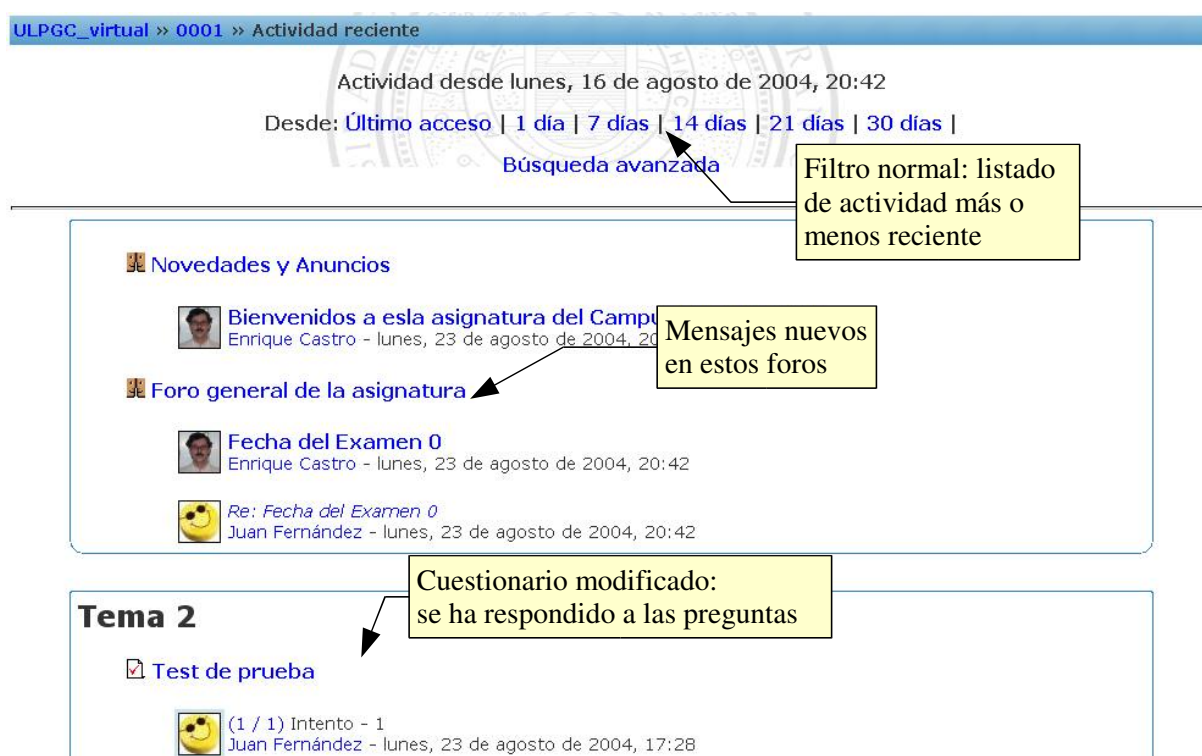 ULPGC_virtual » 0001 » Actividad reciente
Actividad desde lunes, 16 de agosto de 2004, 20:42
Desde: Último acceso | 1 día | 7 días | 14 días | 21 días | 30 días |
Búsqueda avanzada
Filtro normal: listado
de actividad más o
menos reciente
Novedades y Anuncios
Bienvenidos a esla asignatura del Campu
Enrique Castro - lunes, 23 de agosto de 2004, 20
Mensajes nuevos
en estos foros
Foro general de la asignatura
Fecha del Examen 0
Enrique Castro - lunes, 23 de agosto de 2004, 20:42
Re: Fecha del Examen 0
Juan Fernández - lunes, 23 de agosto de 2004, 20:42
Cuestionario modificado:
se ha respondido a las preguntas
Tema 2
Test de prueba
(1 / 1) Intento - 1
Juan Fernández - lunes, 23 de agosto de 2004, 17:28